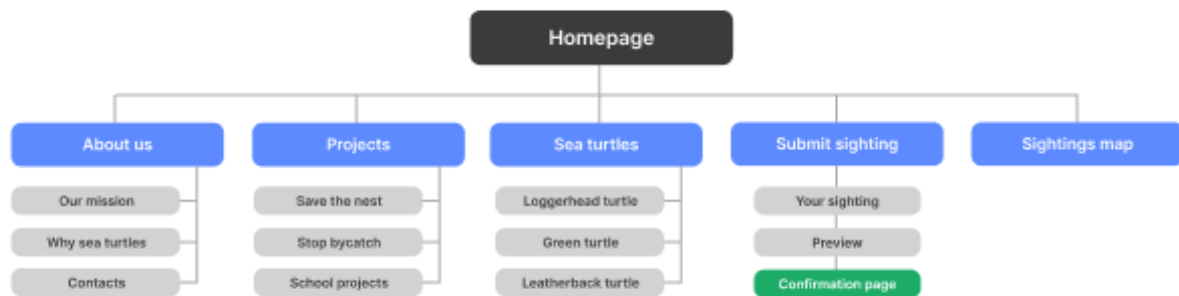 Homepage
About us
Projects
Sea turtles
Submit sighting
Sightings map
Our mission
Save the nest
Loggerhead turtle
Your sighting
Why sea turtles
Stop bycatch
Green turtle
Preview
Contacts
School projects
Leatherback turtle
Confirmation page